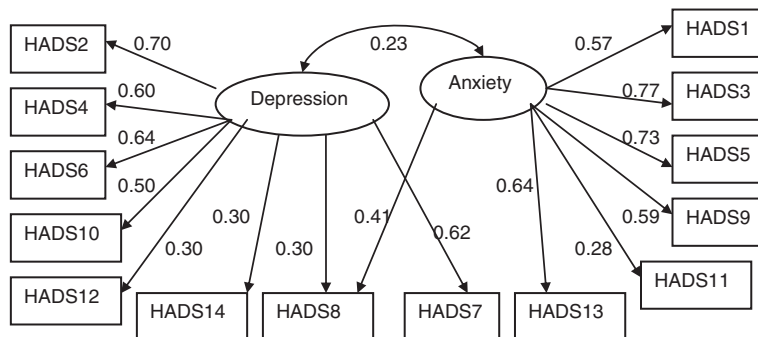 HADS1
HADS2
0.70
0.23
0.57
Depression
Anxiety
HADS4
0.60
0.77
HADS3
HADS6
0.64
0.73
HADS5
0.50
0.64
HADS10
0.30
0.30
0.30
0.41
0.62
0.59
HADS9
0.28
HADS12
HADS14
HADS8
HADS7
HADS13
HADS11